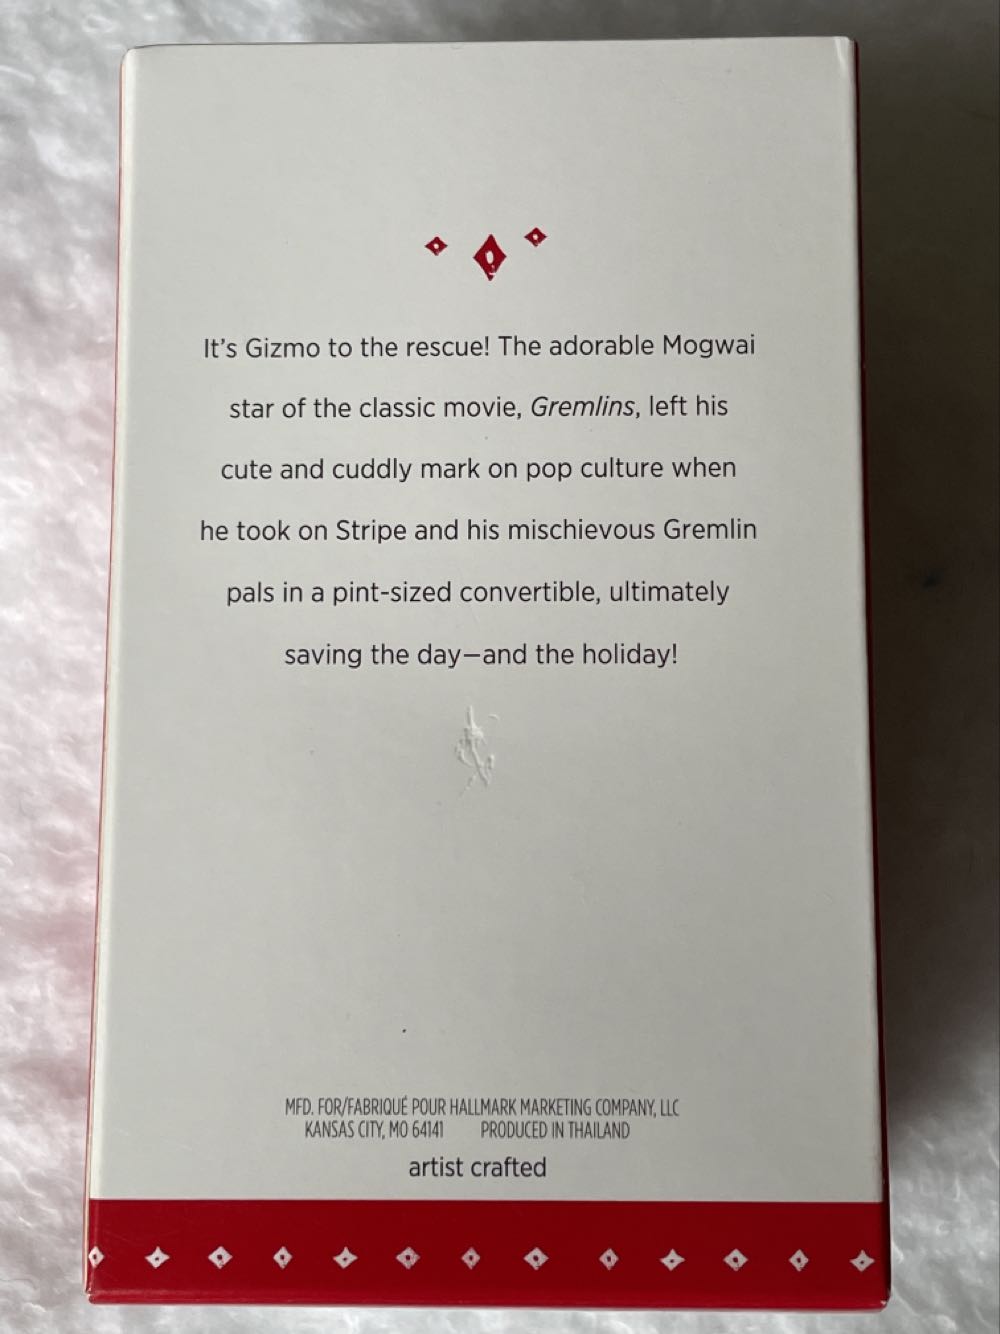 It's Gizmo to the rescue! The adorable Mogwai
star of the classic movie, Gremlins, left his
cute and cuddly mark on pop culture when
he took on Stripe and his mischievous Gremlin
pals in a pint-sized convertible, ultimately
saving the day—and the holiday!
MFD. FOR/FABRIQUÉ POUR HALLMARK MARKETING COMPANY, LLC
KANSAS CITY, MO 64141 PRODUCED IN THAILAND
artist crafted